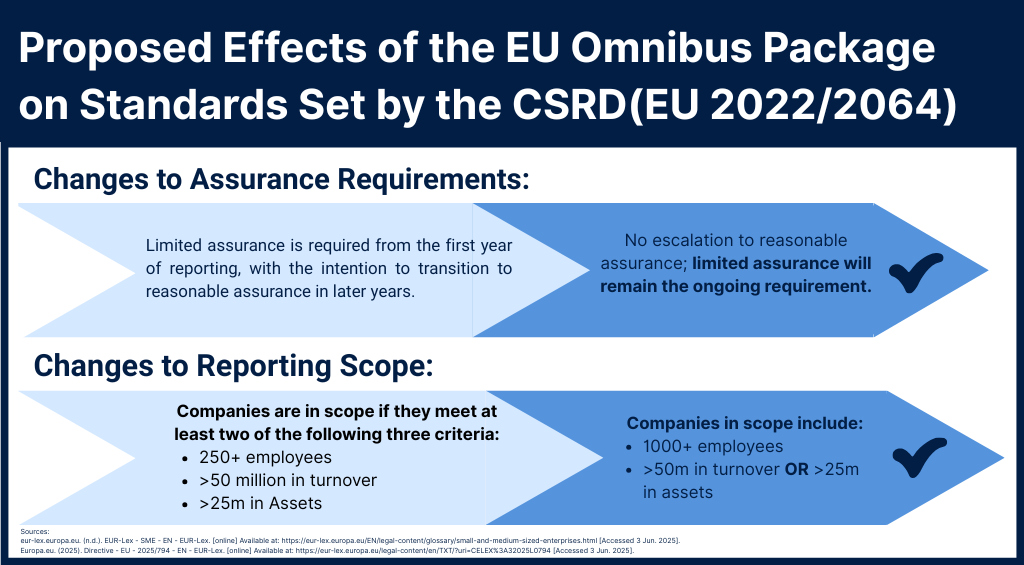 Proposed Effects of the EU Omnibus Package
on Standards Set by the CSRD(EU 2022/2064)
Changes to Assurance Requirements:
Limited assurance is required from the first year
of reporting, with the intention to transition to
reasonable assurance in later years.
No escalation to reasonable
assurance; limited assurance will
remain the ongoing requirement.
Changes to Reporting Scope:
Companies are in scope if they meet at
least two of the following three criteria:
• 250+ employees
• >50 million in turnover
• >25m in Assets
Companies in scope include:
• 1000+ employees
• >50m in turnover OR >25m
in assets
Sources:
eur-lex.europa.eu. (n.d.). EUR-Lex - SME - EN - EUR-Lex. [online] Available at: https://eur-lex.europa.eu/EN/legal-content/glossary/small-and-medium-sized-enterprises.html [Accessed 3 Jun. 2025].
Europa.eu. (2025). Directive - EU - 2025/794 - EN - EUR-Lex. [online] Available at: https://eur-lex.europa.eu/legal-content/en/TXT/?uri=CELEX%3A32025L0794 [Accessed 3 Jun. 2025].